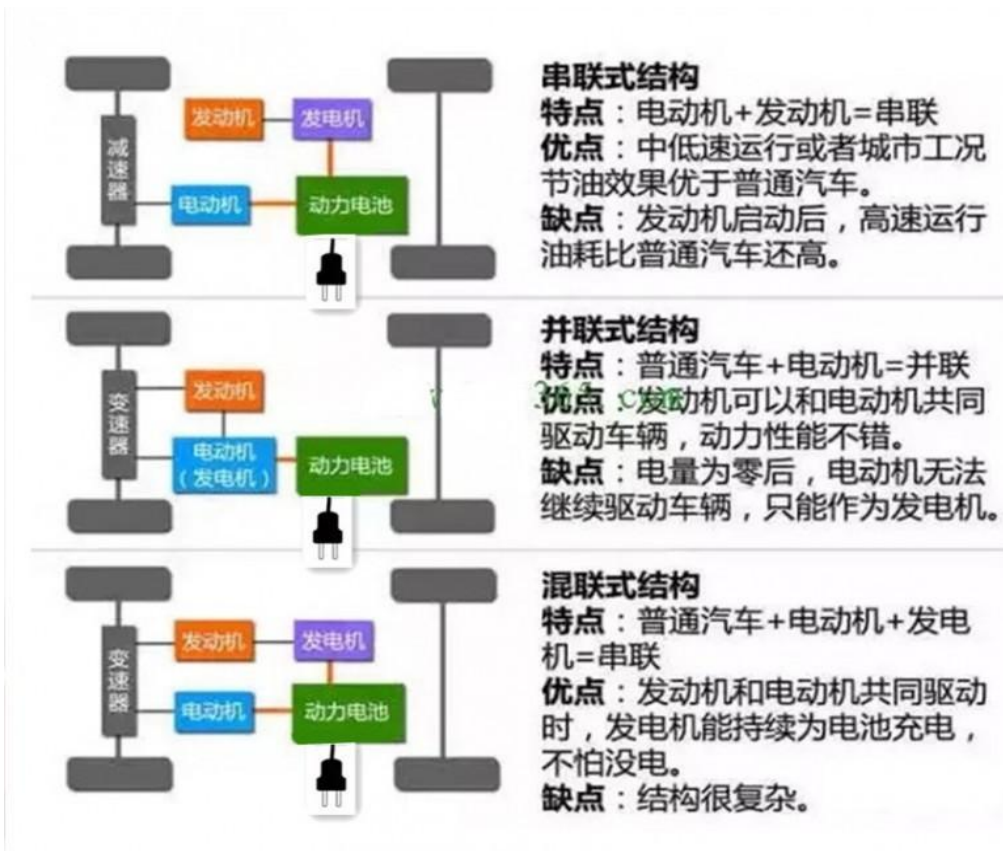 串联式结构
特点：电动机+发动机=串联
优点：中低速运行或者城市工况
节油效果优于普通汽车。
缺点：发动机启动后，高速运行
油耗比普通汽车还高。
减速器
发动机
发电机
电动机
动力电池
并联式结构
特点：普通汽车+电动机=并联
优点：发动机可以和电动机共同
驱动车辆，动力性能不错。
缺点：电量为零后，电动机无法
继续驱动车辆，只能作为发电机。
变速器
发动机
电动机
（发电机）
动力电池
混联式结构
特点：普通汽车+电动机+发电
机=串联
优点：发动机和电动机共同驱动
时，发电机能持续为电池充电，
不怕没电。
缺点：结构很复杂。
变速器
发动机
发电机
电动机
动力电池